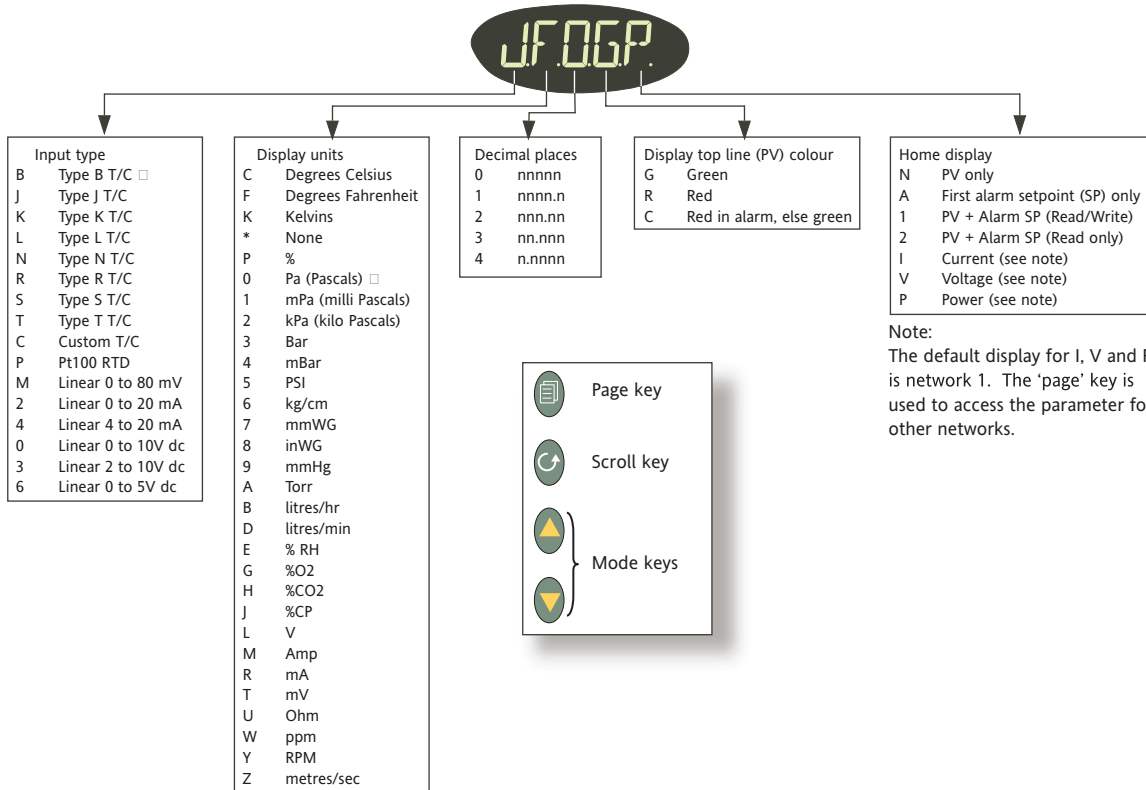 J.F.0.G.P.
Input type
B Type B T/C □
J Type J T/C
K Type K T/C
L Type L T/C
N Type N T/C
R Type R T/C
S Type S T/C
T Type T T/C
C Custom T/C
P Pt100 RTD
M Linear 0 to 80 mV
2 Linear 0 to 20 mA
4 Linear 4 to 20 mA
0 Linear 0 to 10V dc
3 Linear 2 to 10V dc
6 Linear 0 to 5V dc
Display units
C Degrees Celsius
F Degrees Fahrenheit
K Kelvins
* None
P %
0 Pa (Pascals) □
1 mPa (milli Pascals)
2 kPa (kilo Pascals)
3 Bar
4 mBar
5 PSI
6 kg/cm
7 mmWG
8 inWG
9 mmHg
A Torr
B litres/hr
D litres/min
E % RH
G %O2
H %CO2
J %CP
L V
M Amp
R mA
T mV
U Ohm
W ppm
Y RPM
Z metres/sec
Decimal places
0 nnnnn
1 nnnn.n
2 nnn.nn
3 nn.nnn
4 n.nnnn
Display top line (PV) colour
G Green
R Red
C Red in alarm, else green
Home display
N PV only
A First alarm setpoint (SP) only
1 PV + Alarm SP (Read/Write)
2 PV + Alarm SP (Read only)
I Current (see note)
V Voltage (see note)
P Power (see note)
Note:
The default display for I, V and
is network 1. The ‘page’ key is
used to access the parameter
other networks.
Page key
Scroll key
Mode keys